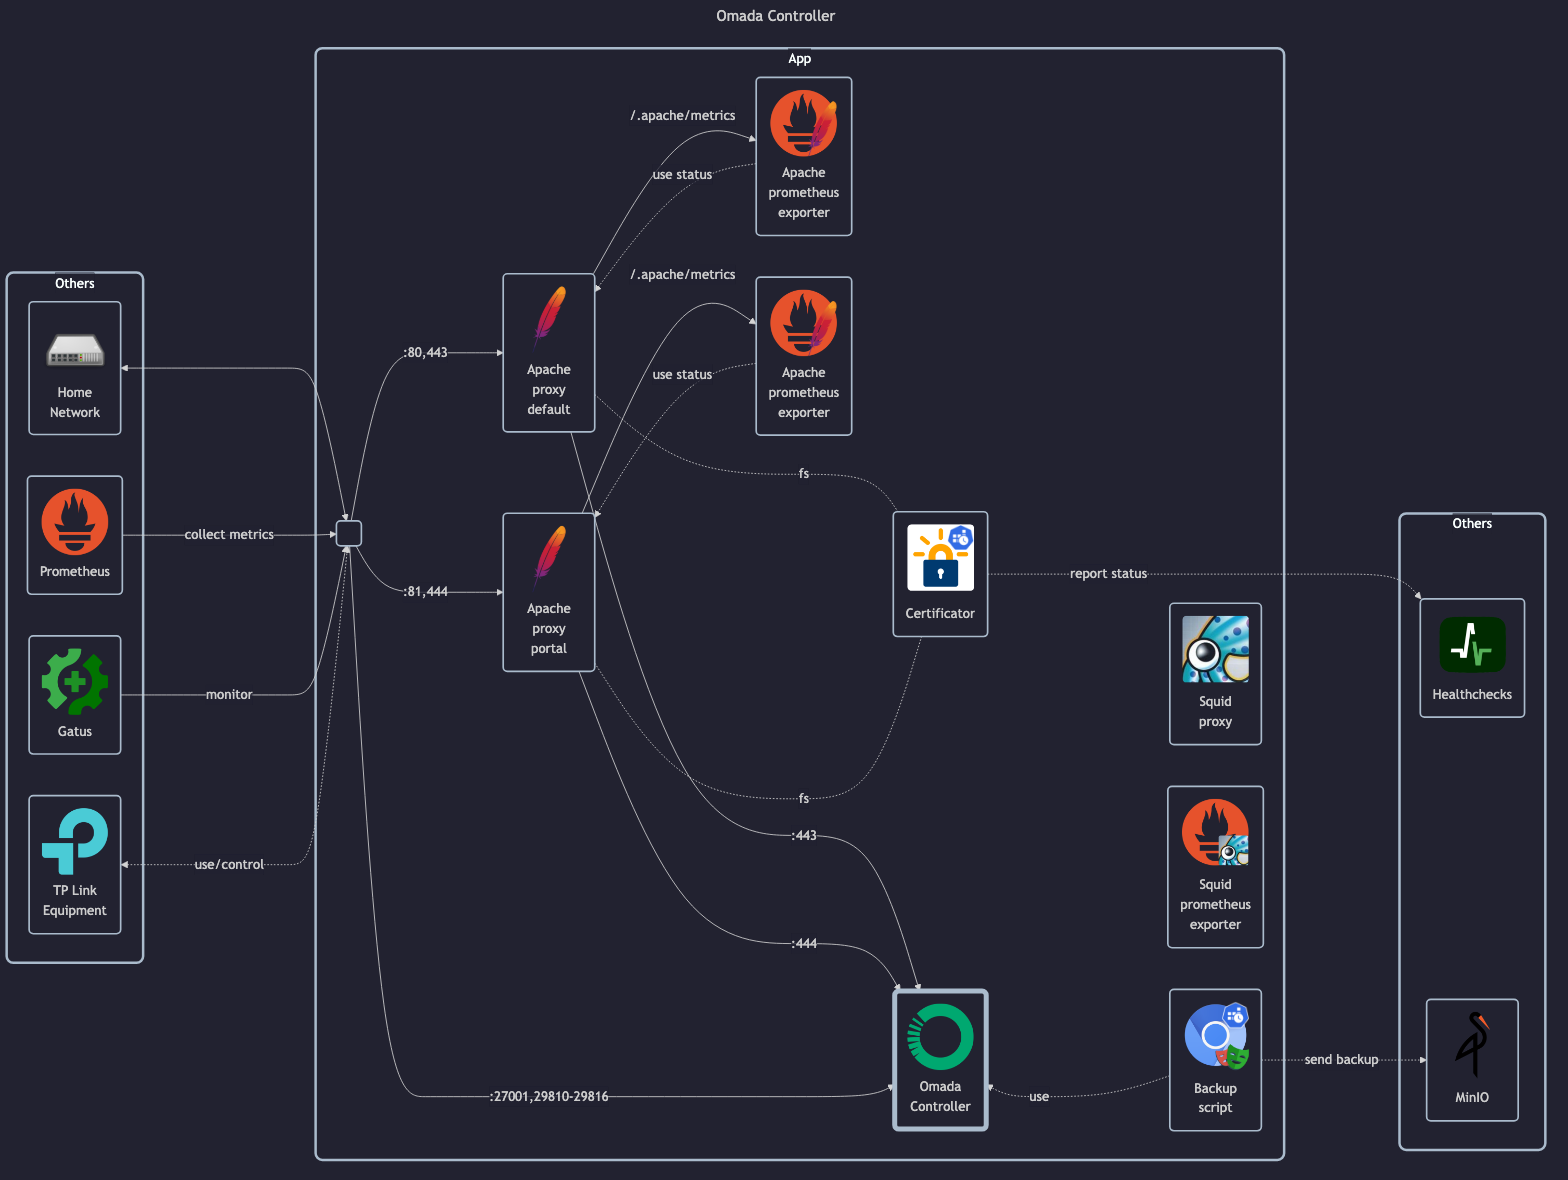 Omada Controller
App
/.apache/metrics
use status
Apache
prometheus
exporter
/.apache/metrics
use status
Apache
prometheus
exporter
Others
Home
Network
Prometheus
collect metrics
Gatus
monitor
TP Link
Equipment
use/control
:80,443
Apache
proxy
default
:81,444
Apache
proxy
portal
fs
Certificator
report status
fs
:443
:444
:27001,29810-29816
Omada
Controller
use
Squid
proxy
Squid
prometheus
exporter
Backup
script
send backup
Others
Healthchecks
MinIO